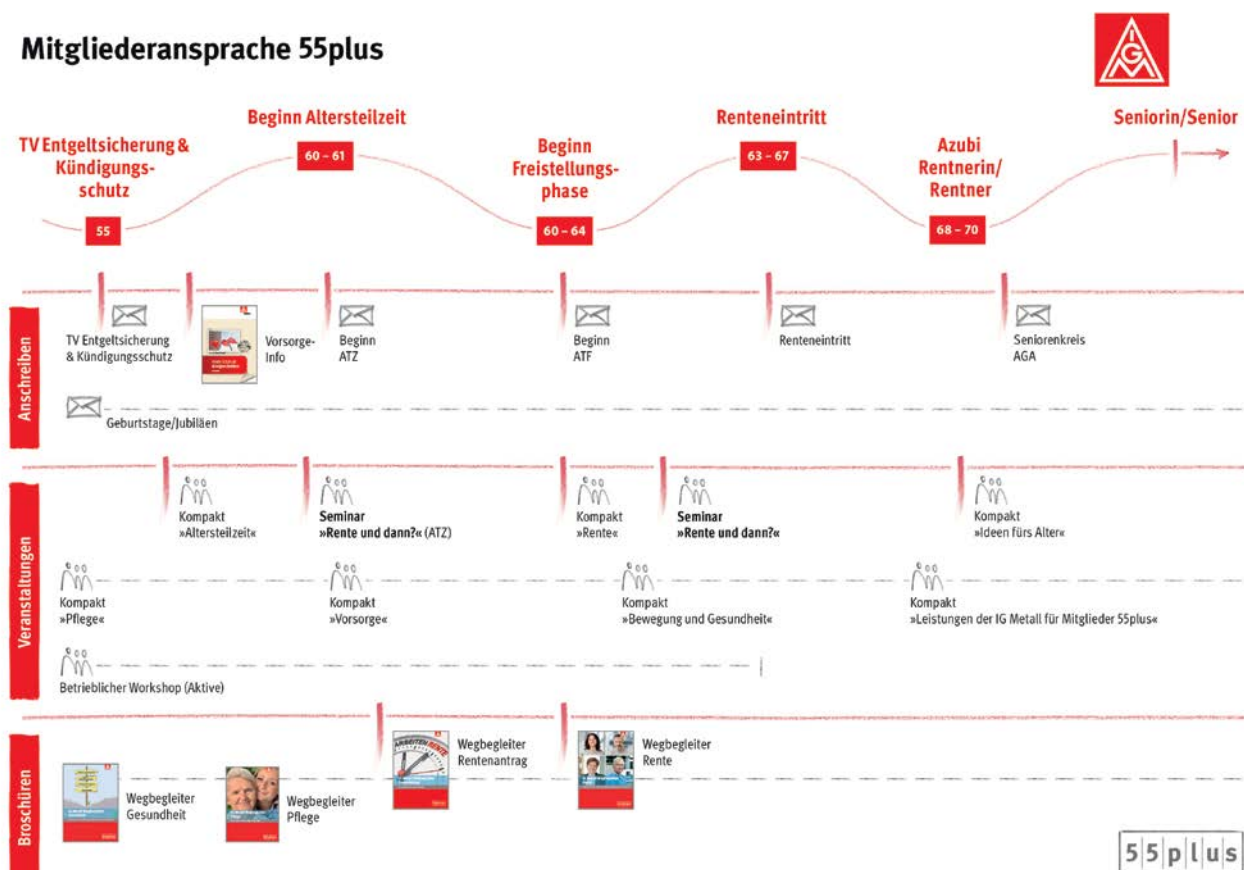 Mitgliederansprache 55plus
IGM
TV Entgeltsicherung &
Kündigungs-
schutz
55
Beginn Altersteilzeit
60 – 61
Beginn
Freistellungs-
phase
60 – 64
Renteneintritt
63 – 67
Azubi
Rentnerin/
Rentner
68 – 70
Seniorin/Senior
Anschreiben
TV Entgeltsicherung
& Kündigungsschutz
Vorsorge-
Info
Beginn
ATZ
Beginn
ATF
Renteneintritt
Seniorenkreis
AGA
Geburtstage/Jubiläen
Veranstaltungen
Kompakt
»Altersteilzeit«
Seminar
»Rente und dann?« (ATZ)
Kompakt
»Rente«
Seminar
»Rente und dann?«
Kompakt
»Ideen fürs Alter«
Kompakt
»Pflege«
Kompakt
»Vorsorge«
Kompakt
»Bewegung und Gesundheit«
Kompakt
»Leistungen der IG Metall für Mitglieder 55plus«
Betrieblicher Workshop (Aktive)
Broschüren
Wegbegleiter
Gesundheit
Wegbegleiter
Pflege
ARBEITEN RENTE
Wegbegleiter
Rentenantrag
Wegbegleiter
Rente
55plus